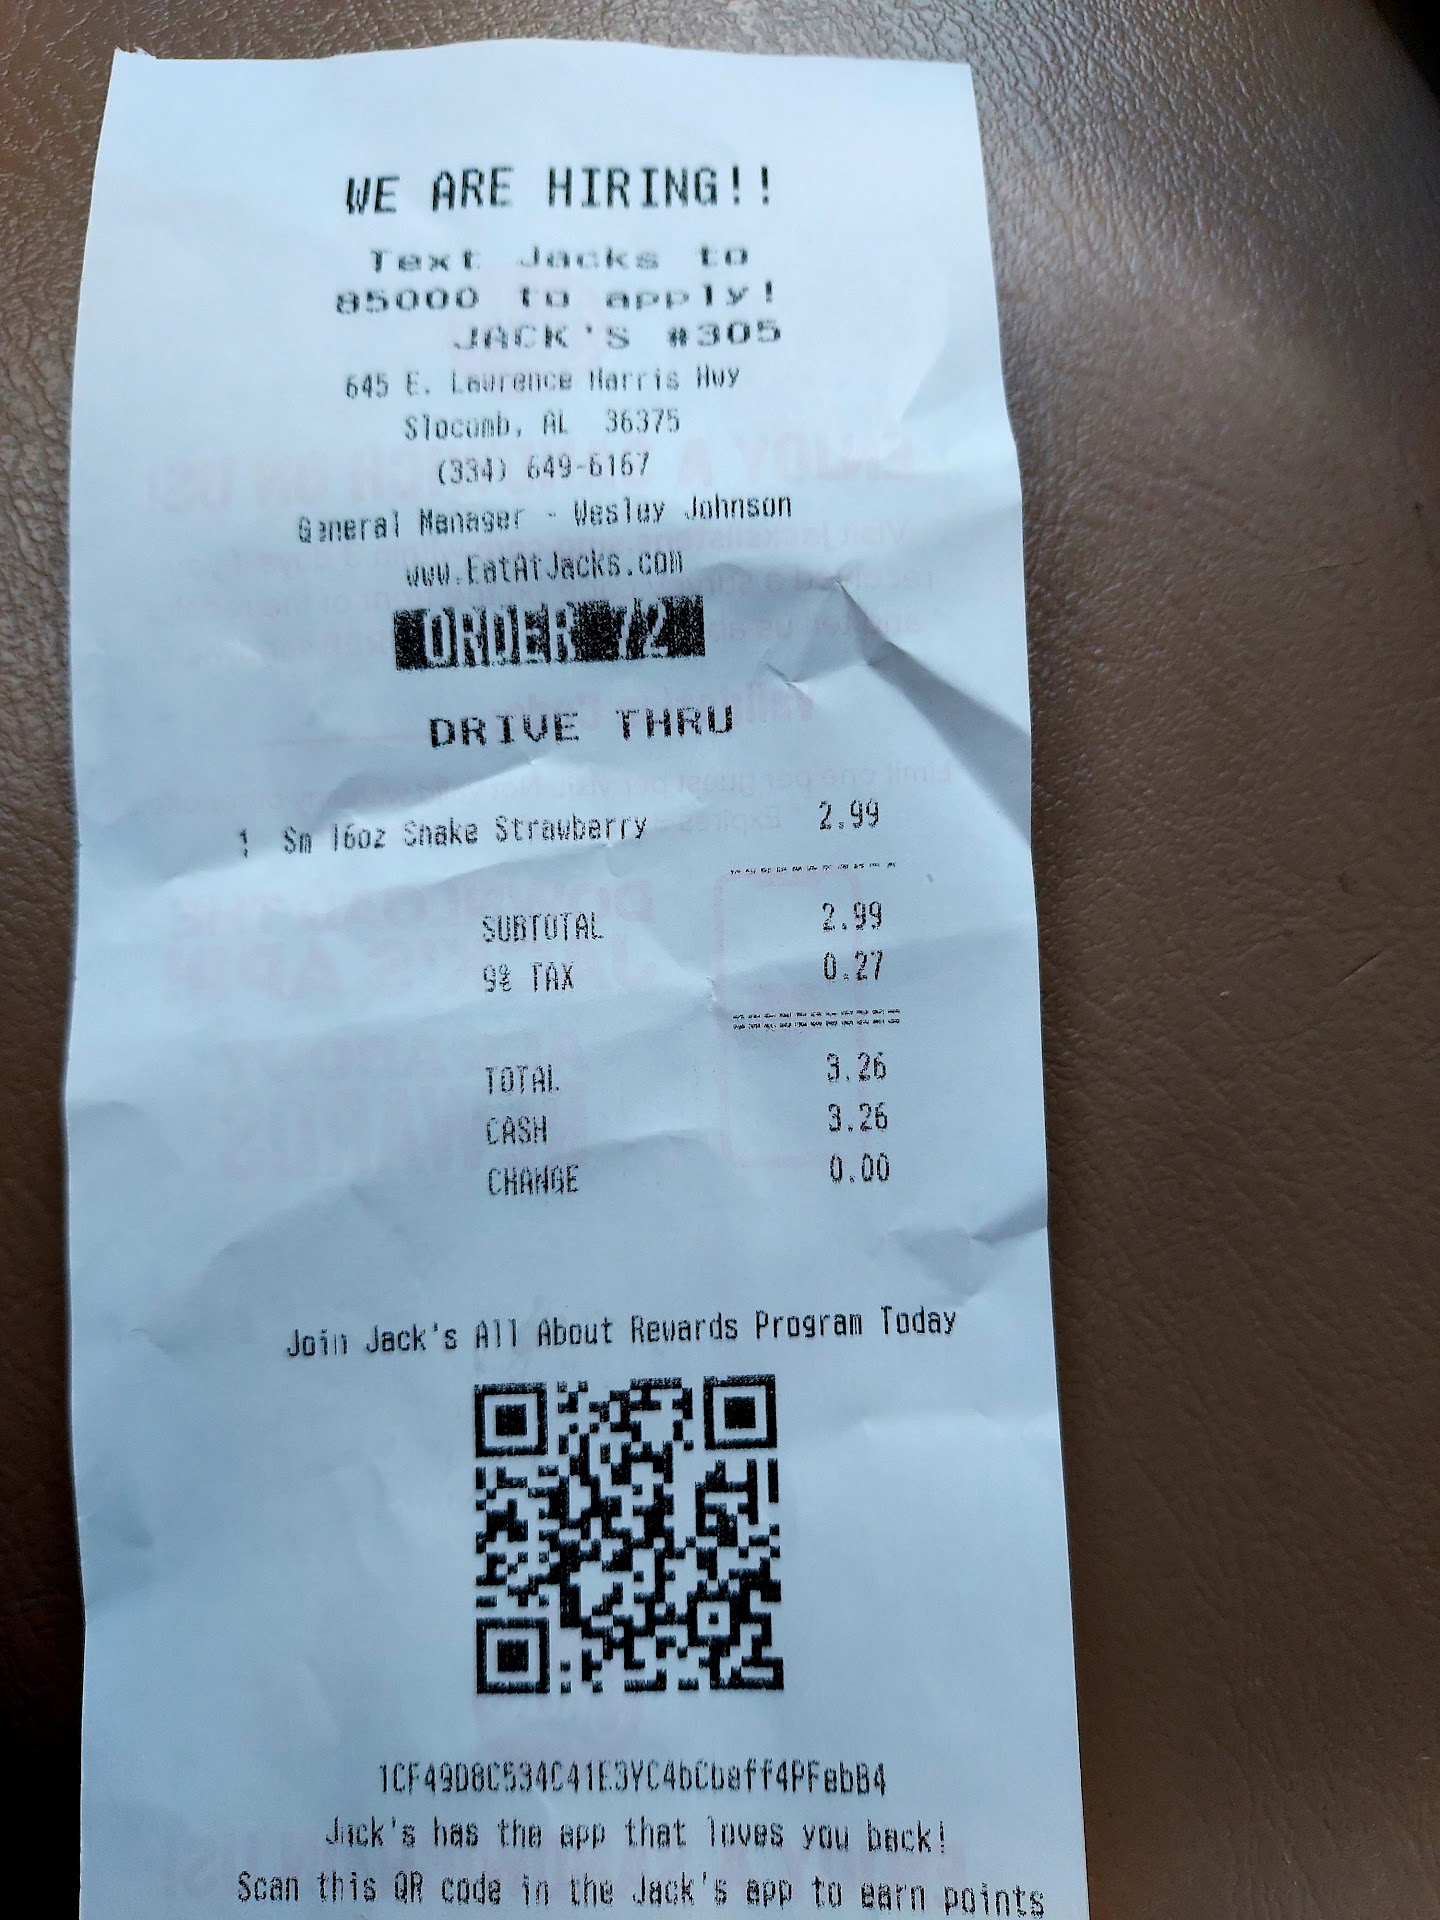 WE ARE HIRING!!
Text Jacks to
85000 to apply!
JACK'S #305
645 E. Lawrence Harris Hwy
Slocomb, AL 36375
(334) 649-6167
General Manager - Wesley Johnson
www.EatAtJacks.com
ORDER 72
DRIVE THRU
1 Sm 16oz Shake Strawberry 2.99
SUBTOTAL 2.99
9% TAX 0.27
TOTAL 3.26
CASH 3.26
CHANGE 0.00
Join Jack's All About Rewards Program Today
Jack's has the app that loves you back!
Scan this QR code in the Jack's app to earn points